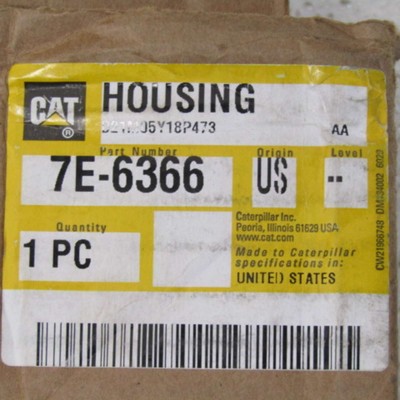 CAT
®
HOUSING
AA
Part Number
Origin
Level
7E-6366
US
--
Quantity
1 PC
Caterpillar Inc.
Peoria, Illinois 61629 USA
www.cat.com
Made to Caterpillar
specifications in:
UNITED STATES